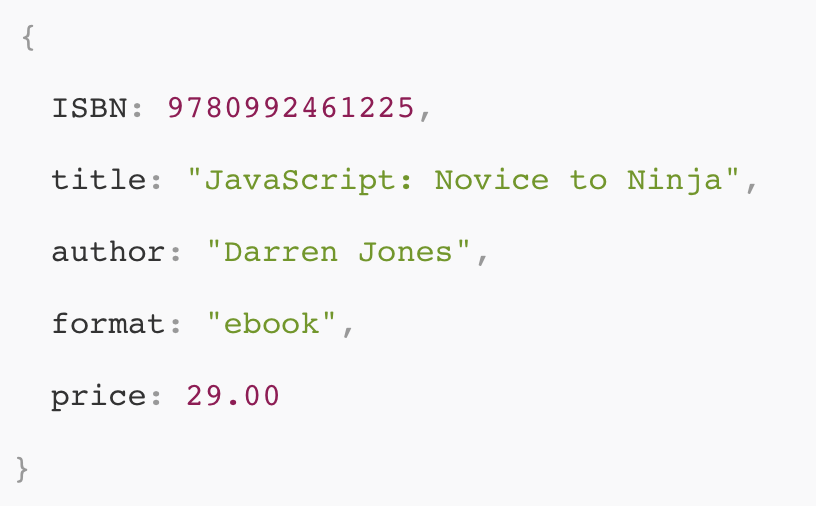 {
ISBN: 9780992461225,
title: "JavaScript: Novice to Ninja",
author: "Darren Jones",
format: "ebook",
price: 29.00
}